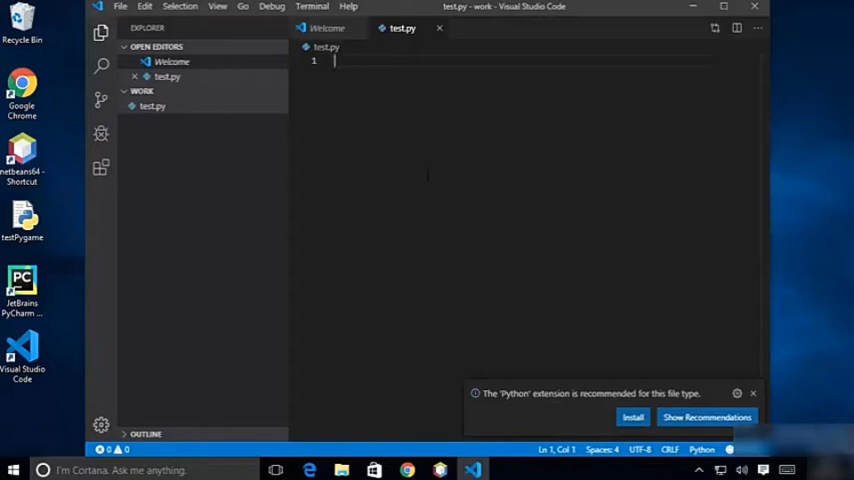 Recycle Bin
Google
Chrome
netbeans64 -
Shortcut
testPygame
PC
JetBrains
PyCharm ...
Visual Studio
Code
File Edit Selection View Go Debug Terminal Help
test.py - work - Visual Studio Code
EXPLORER
OPEN EDITORS
Welcome
test.py
WORK
test.py
OUTLINE
Welcome
test.py
test.py
1
The 'Python' extension is recommended for this file type.
Install
Show Recommendations
0 0
Ln 1, Col 1 Spaces: 4 UTF-8 CRLF Python
I'm Cortana. Ask me anything.